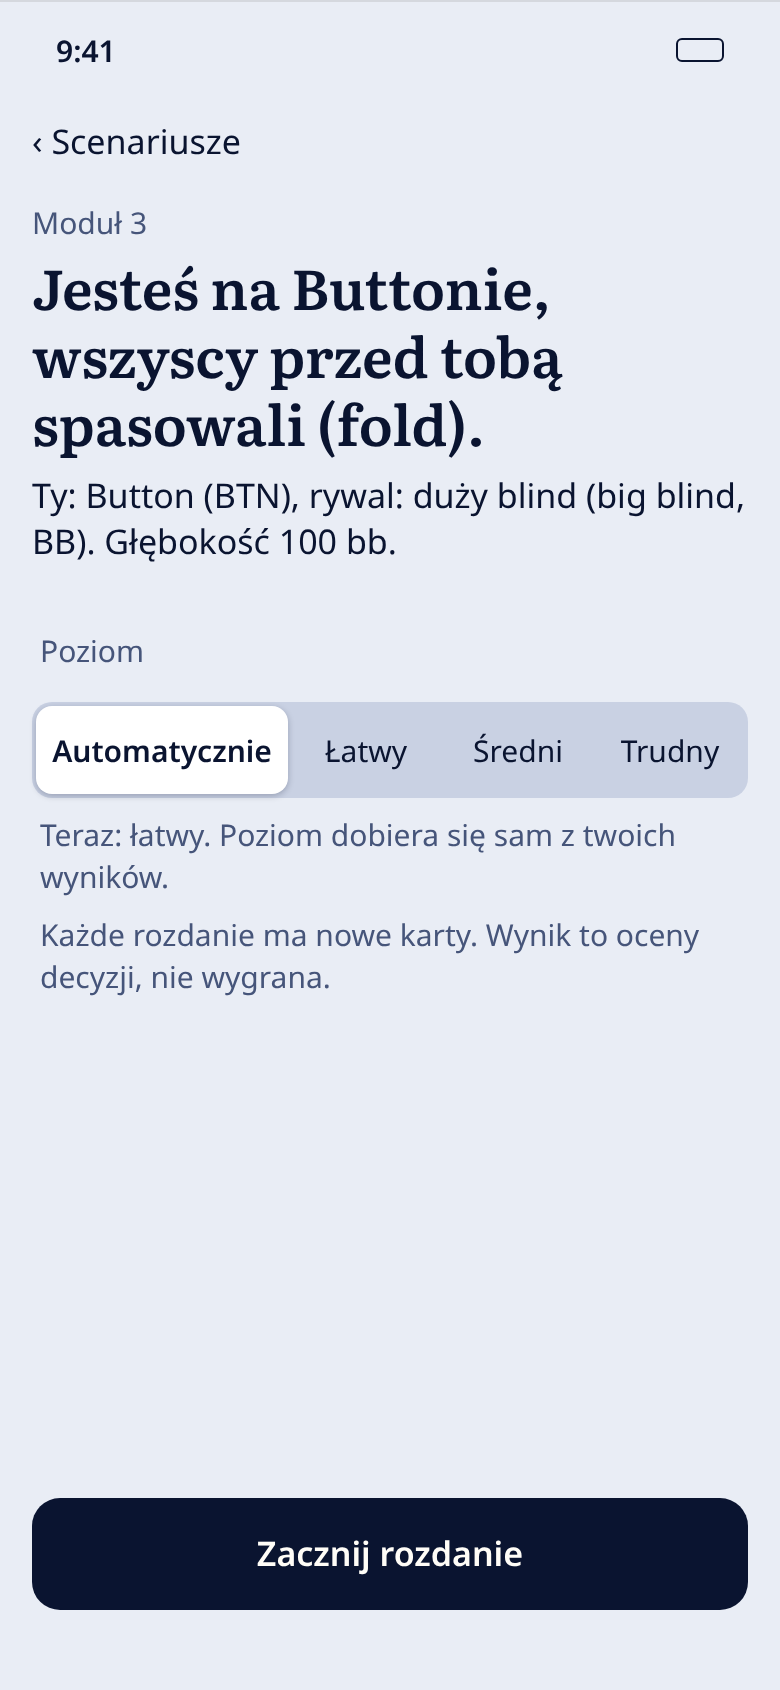 9:41
‹ Scenariusze
Moduł 3
Jesteś na Buttonie,
wszyscy przed tobą
spasowali (fold).
Ty: Button (BTN), rywal: duży blind (big blind,
BB). Głębokość 100 bb.
Poziom
Automatycznie Łatwy Średni Trudny
Teraz: łatwy. Poziom dobiera się sam z twoich
wyników.
Każde rozdanie ma nowe karty. Wynik to oceny
decyzji, nie wygrana.
Zacznij rozdanie